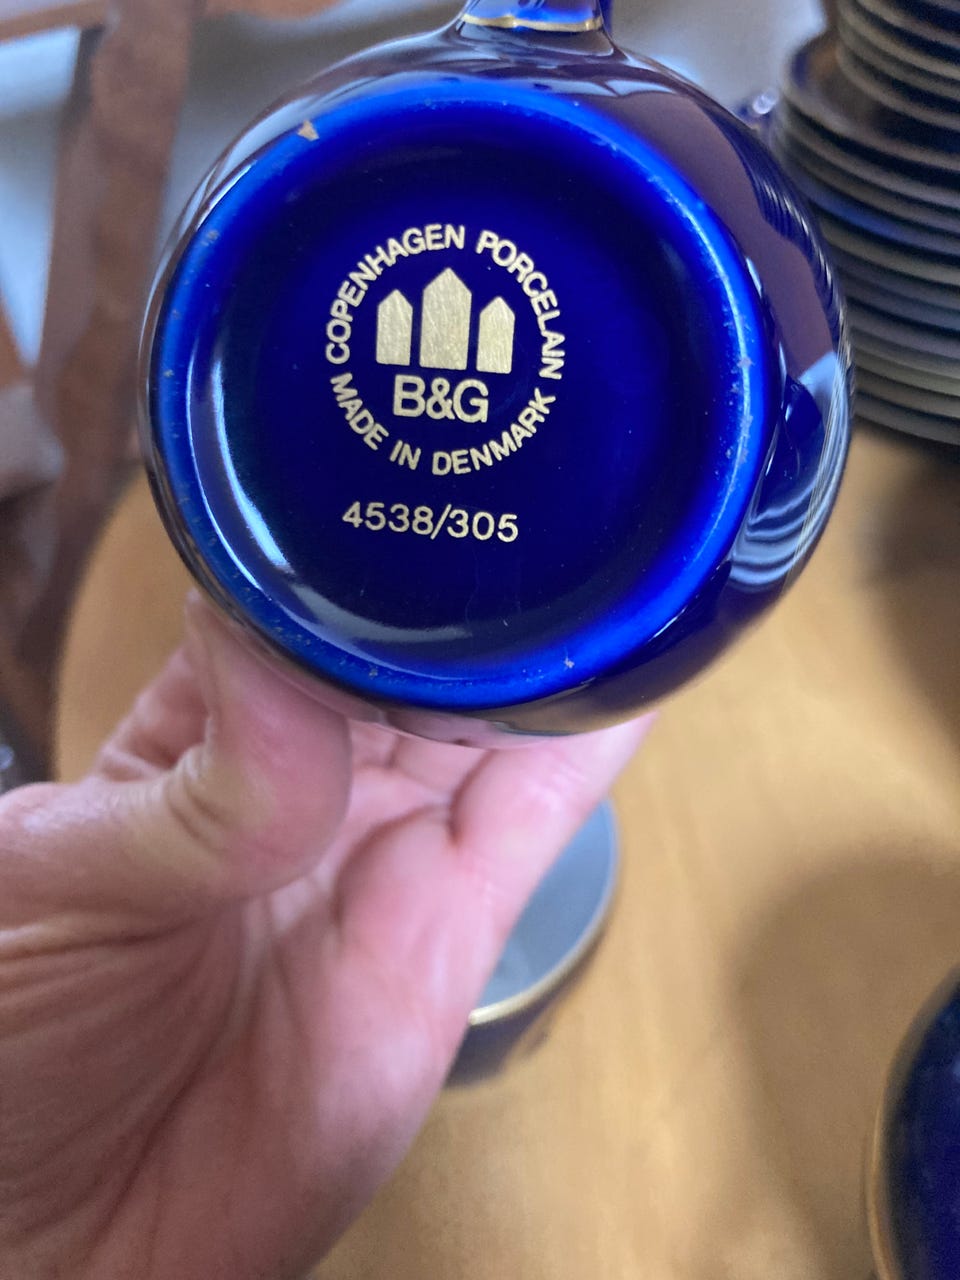 COPENHAGEN PORCELAIN
B&G
MADE IN DENMARK
4538/305